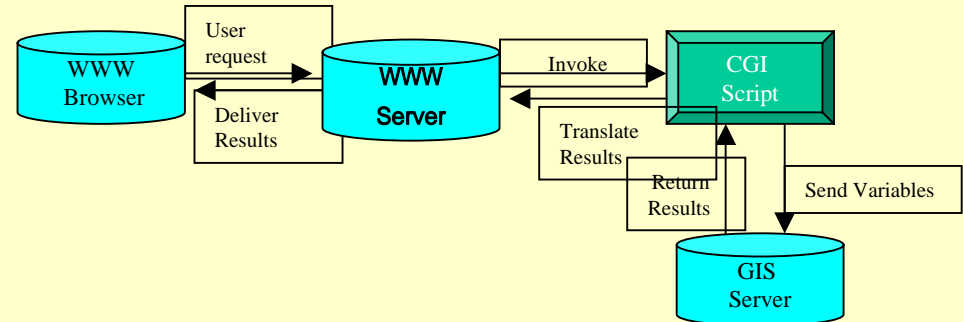 User
request
WWW
Browser
WWW
Server
Invoke
CGI
Script
Deliver
Results
Translate
Results
Return
Results
Send Variables
GIS
Server